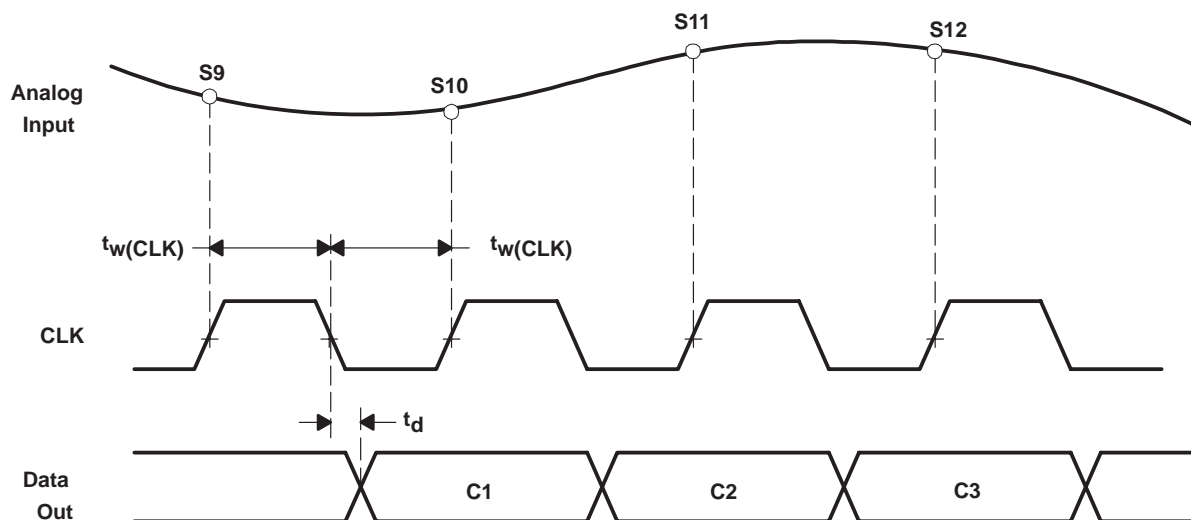 S11
S12
S9
S10
Analog
Input
tw(CLK)
tw(CLK)
CLK
td
Data
Out
C1
C2
C3